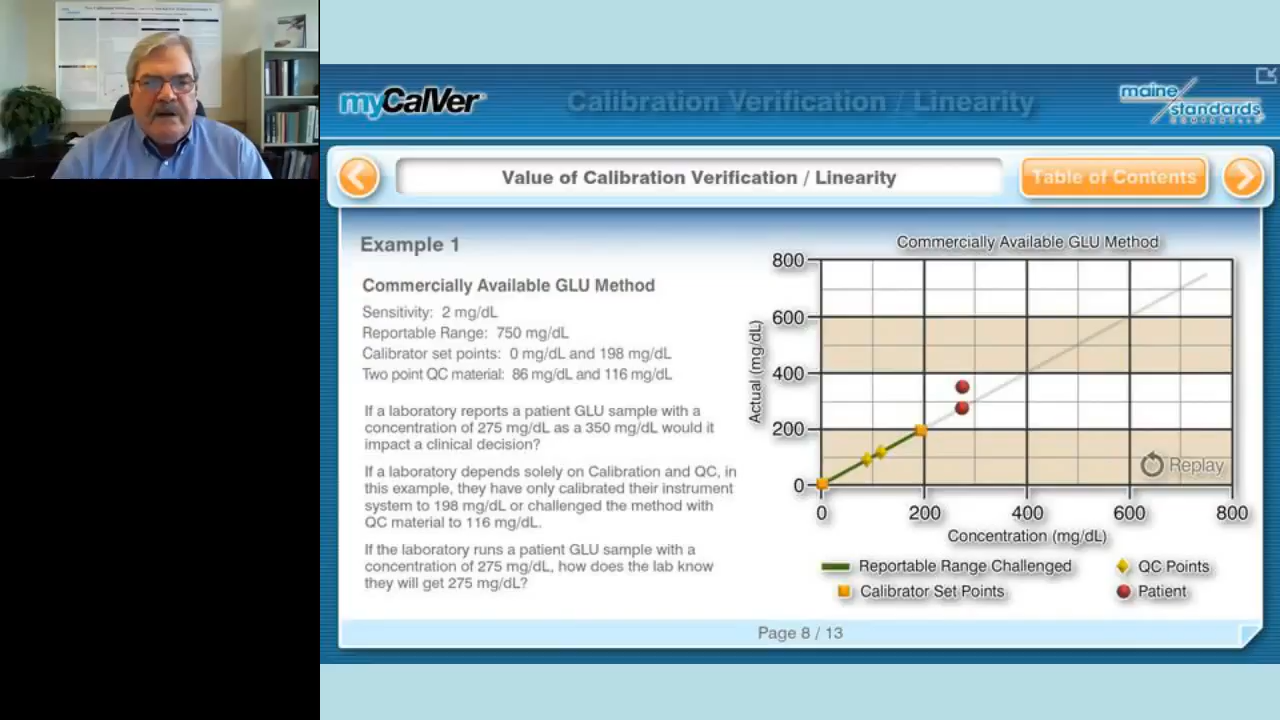 myCalVer
Calibration Verification / Linearity
maine
standards
COMPANY LLC
Value of Calibration Verification / Linearity
Table of Contents
Example 1
Commercially Available GLU Method
Sensitivity: 2 mg/dL
Reportable Range: 750 mg/dL
Calibrator set points: 0 mg/dL and 198 mg/dL
Two point QC material: 86 mg/dL and 116 mg/dL
If a laboratory reports a patient GLU sample with a
concentration of 275 mg/dL as a 350 mg/dL would it
impact a clinical decision?
If a laboratory depends solely on Calibration and QC, in
this example, they have only calibrated their instrument
system to 198 mg/dL or challenged the method with
QC material to 116 mg/dL.
If the laboratory runs a patient GLU sample with a
concentration of 275 mg/dL, how does the lab know
they will get 275 mg/dL?
Commercially Available GLU Method
Actual (mg/dL)
800
600
400
200
0
Replay
0 200 400 600 800
Concentration (mg/dL)
Reportable Range Challenged
QC Points
Calibrator Set Points
Patient
Page 8 / 13